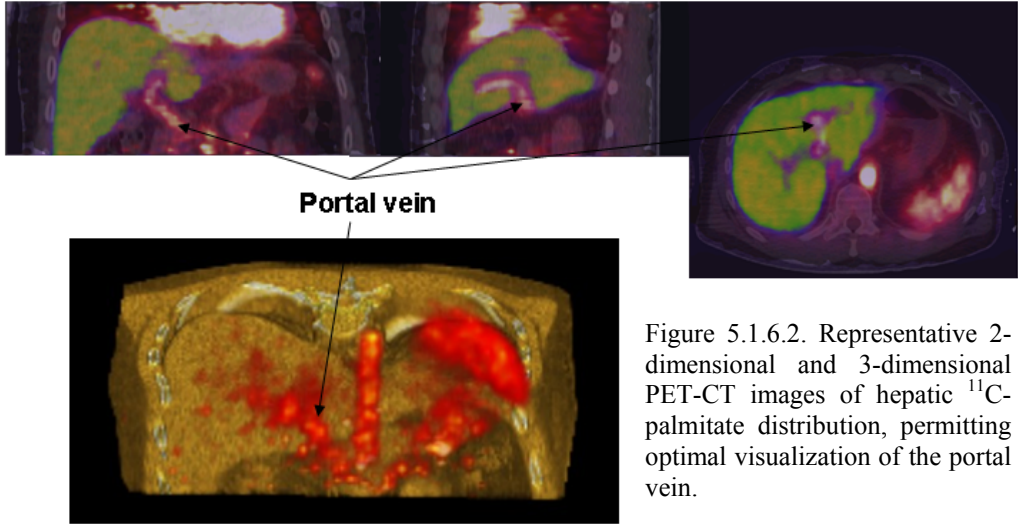 Portal vein
Figure 5.1.6.2. Representative 2-
dimensional and 3-dimensional
PET-CT images of hepatic ¹¹C-
palmitate distribution, permitting
optimal visualization of the portal
vein.